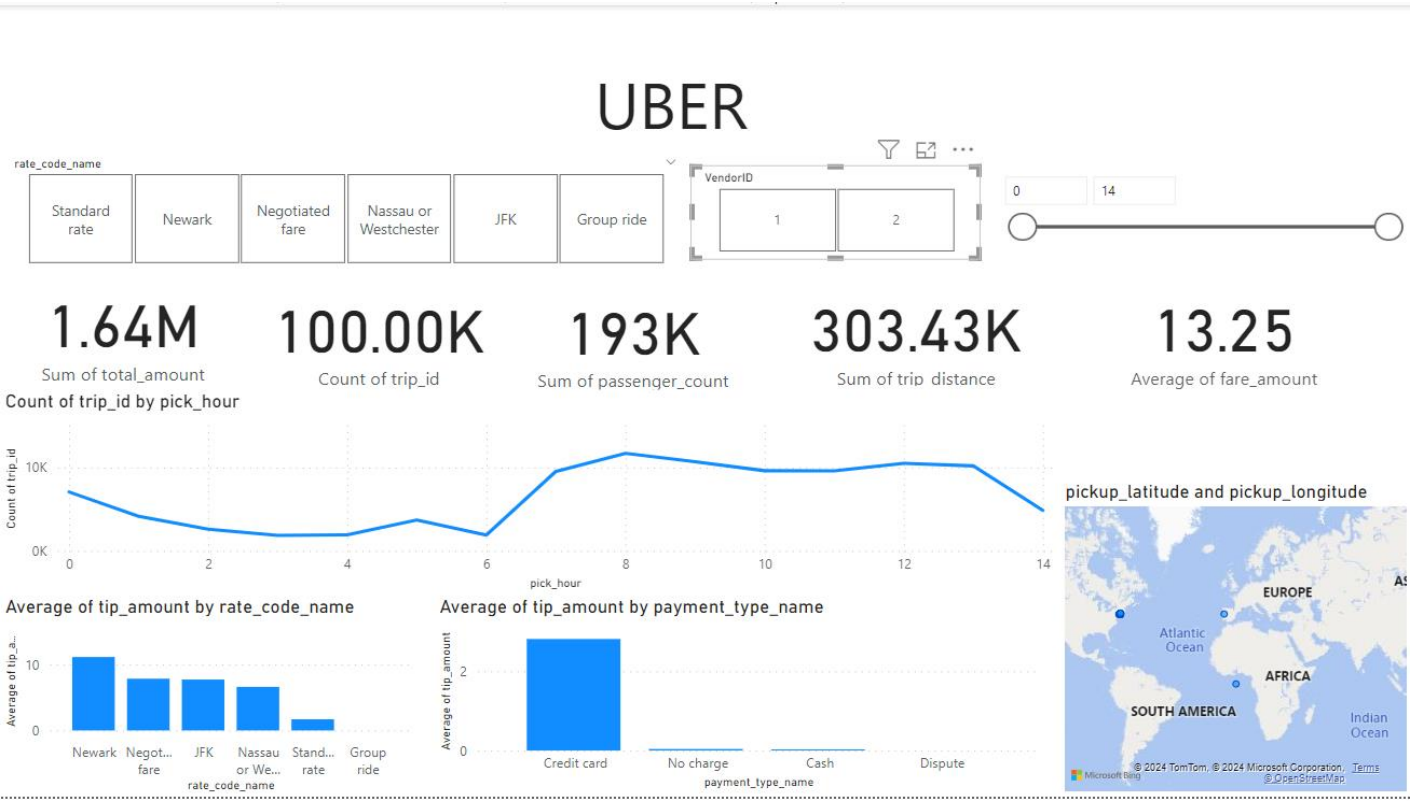 UBER
rate_code_name
Standard
rate
Newark
Negotiated
fare
Nassau or
Westchester
JFK
Group ride
VendorID
1
2
0
14
1.64M
Sum of total_amount
100.00K
Count of trip_id
193K
Sum of passenger_count
303.43K
Sum of trip_distance
13.25
Average of fare_amount
Count of trip_id by pick_hour
Count of trip_id
10K
0K
0
2
4
6
8
10
12
14
pick_hour
Average of tip_amount by rate_code_name
Average of tip_a...
10
0
Newark
Negot...
fare
JFK
Nassau
or We...
Stand...
rate
Group
ride
rate_code_name
Average of tip_amount by payment_type_name
Average of tip_amount
2
0
Credit card
No charge
Cash
Dispute
payment_type_name
pickup_latitude and pickup_longitude
EUROPE
AS
Atlantic
Ocean
AFRICA
SOUTH AMERICA
Indian
Ocean
Microsoft Bing
© 2024 TomTom, © 2024 Microsoft Corporation, Terms
© OpenStreetMap